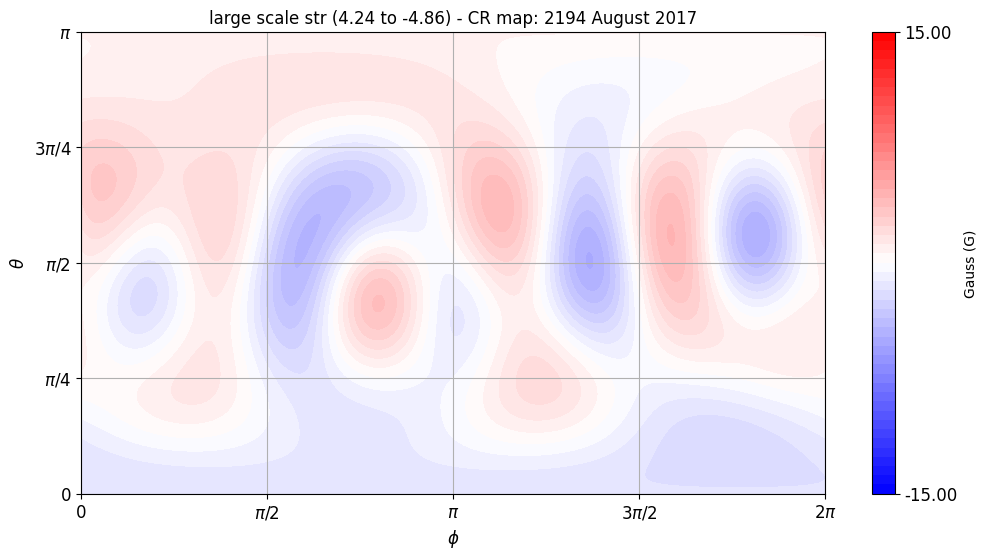 large scale str (4.24 to -4.86) - CR map: 2194 August 2017
π
3π/4
π/2
π/4
0
θ
0
π/2
π
3π/2
2π
ϕ
15.00
-15.00
Gauss (G)